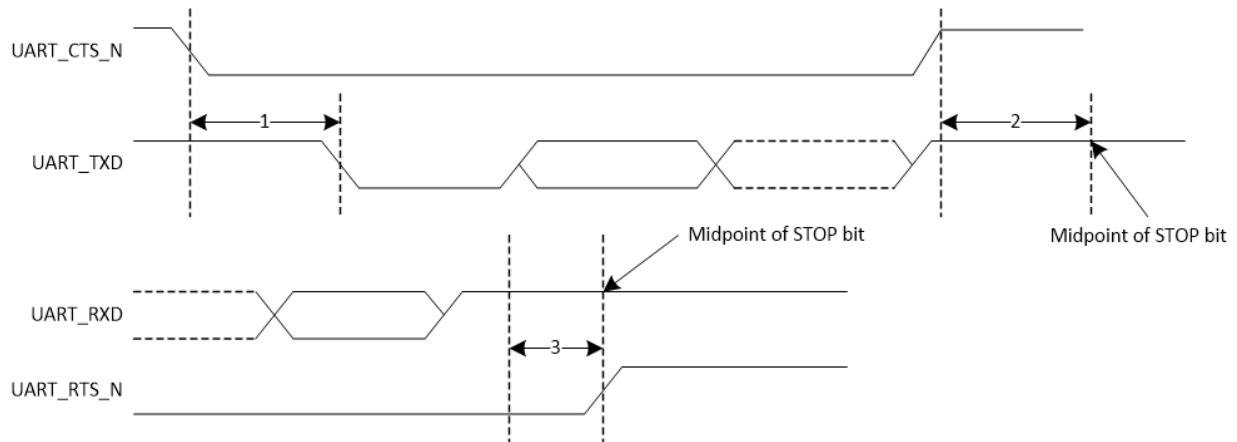 UART_CTS_N
1
2
UART_TXD
Midpoint of STOP bit
Midpoint of STOP bit
UART_RXD
3
UART_RTS_N